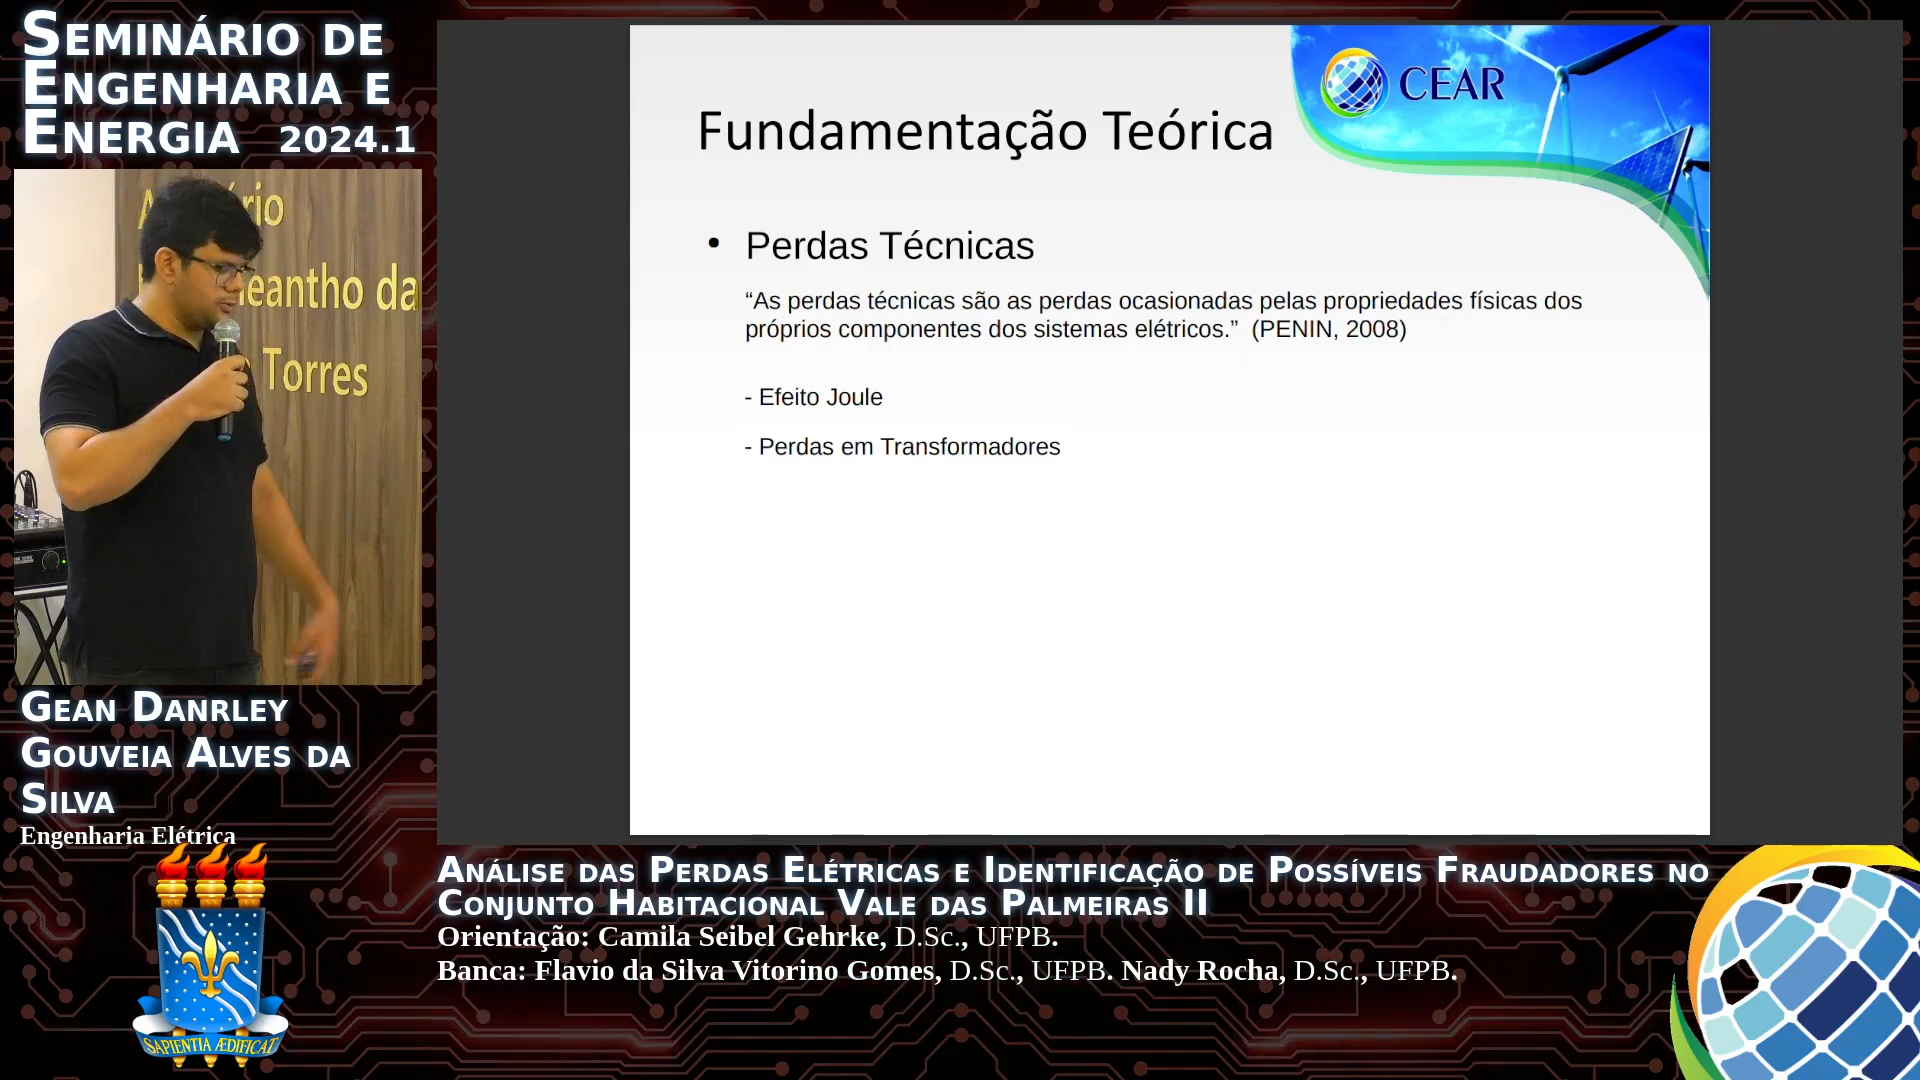 SEMINÁRIO DE
ENGENHARIA E
ENERGIA 2024.1
CEAR
Fundamentação Teórica
• Perdas Técnicas
“As perdas técnicas são as perdas ocasionadas pelas propriedades físicas dos
próprios componentes dos sistemas elétricos.” (PENIN, 2008)
- Efeito Joule
- Perdas em Transformadores
da
Torres
GEAN DANRLEY
GOUVEIA ALVES DA
SILVA
Engenharia Elétrica
SAPIENTIA ÆDIFICAT
ANÁLISE DAS PERDAS ELÉTRICAS E IDENTIFICAÇÃO DE POSSÍVEIS FRAUDADORES NO
CONJUNTO HABITACIONAL VALE DAS PALMEIRAS II
Orientação: Camila Seibel Gehrke, D.Sc., UFPB.
Banca: Flavio da Silva Vitorino Gomes, D.Sc., UFPB. Nady Rocha, D.Sc., UFPB.